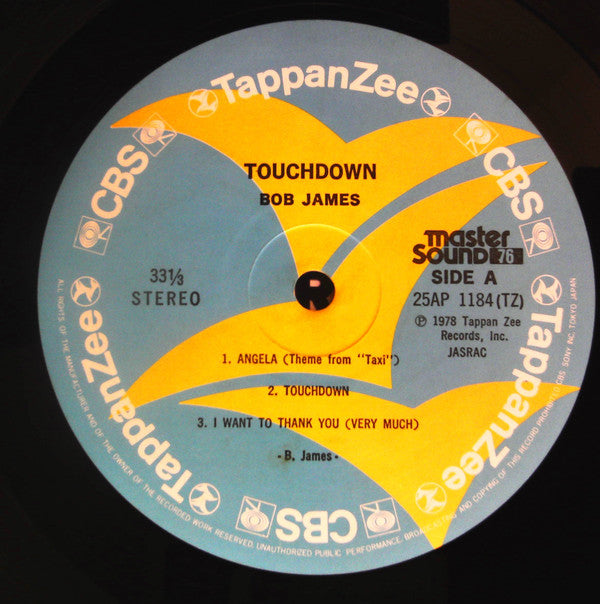 TappanZee
CBS
CBS
TOUCHDOWN
BOB JAMES
master
Sound 76
33⅓
STEREO
SIDE A
25AP 1184 (TZ)
℗ 1978 Tappan Zee
Records, Inc.
JASRAC
1. ANGELA (Theme from "Taxi")
2. TOUCHDOWN
3. I WANT TO THANK YOU (VERY MUCH)
- B. James -
TappanZee
TappanZee
CBS
ALL RIGHTS OF THE MANUFACTURER AND OF THE OWNER OF THE RECORDED WORK RESERVED. UNAUTHORIZED PUBLIC PERFORMANCE, BROADCASTING AND COPYING OF THIS RECORD PROHIBITED. CBS/SONY INC. TOKYO JAPAN